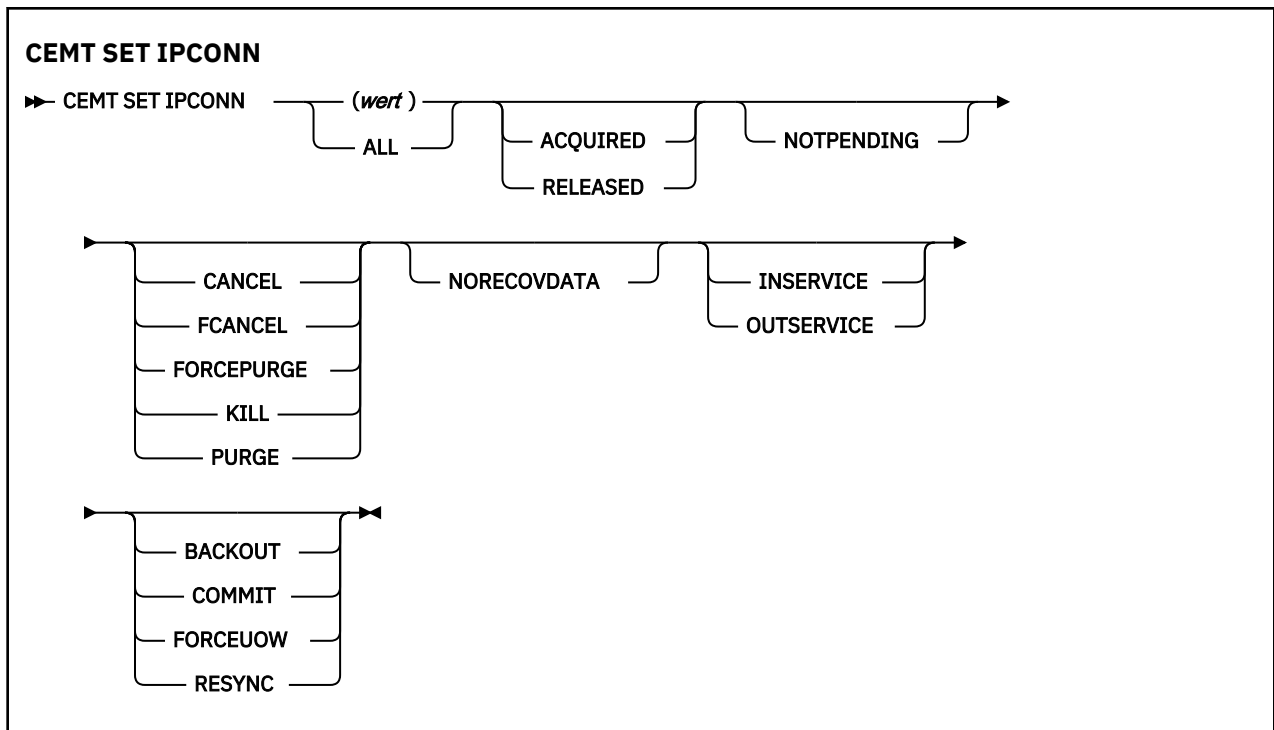 CEMT SET IPCONN
CEMT SET IPCONN (wert )
ALL
ACQUIRED
RELEASED
NOTPENDING
CANCEL
FCANCEL
FORCEPURGE
KILL
PURGE
NORECOVDATA
INSERVICE
OUTSERVICE
BACKOUT
COMMIT
FORCEUOW
RESYNC